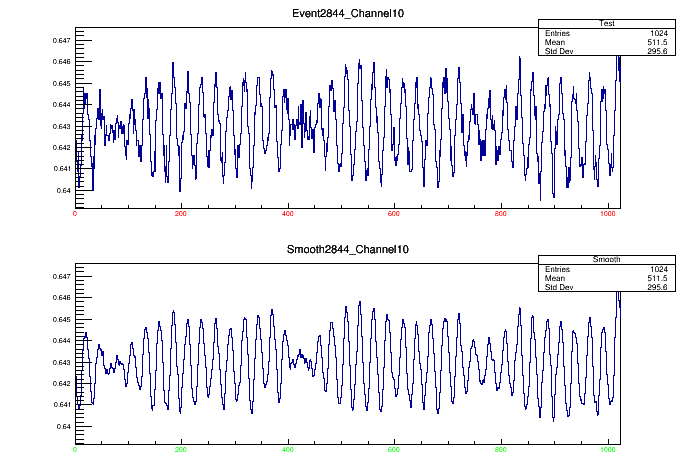 Event2844_Channel10
Test
Entries 1024
Mean 511.5
Std Dev 295.6
0.647
0.646
0.645
0.644
0.643
0.642
0.641
0.64
0 200 400 600 800 1000
Smooth2844_Channel10
Smooth
Entries 1024
Mean 511.5
Std Dev 295.6
0.647
0.646
0.645
0.644
0.643
0.642
0.641
0.64
0 200 400 600 800 1000